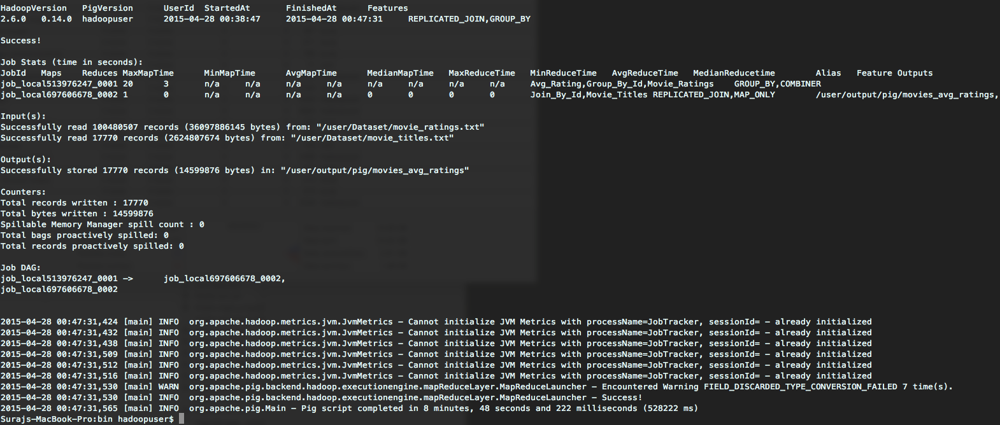 HadoopVersion PigVersion UserId StartedAt FinishedAt Features
2.6.0 0.14.0 hadoopuser 2015-04-28 00:38:47 2015-04-28 00:47:31 REPLICATED_JOIN,GROUP_BY
Success!
Job Stats (time in seconds):
JobId Maps Reduces MaxMapTime MinMapTime AvgMapTime MedianMapTime MaxReduceTime MinReduceTime AvgReduceTime MedianReducetime Alias Feature Outputs
job_local513976247_0001 20 3 n/a n/a n/a n/a n/a n/a n/a n/a Avg_Rating,Group_By_Id,Movie_Ratings GROUP_BY,COMBINER
job_local697606678_0002 1 0 n/a n/a n/a n/a 0 0 0 0 Join_By_Id,Movie_Titles REPLICATED_JOIN,MAP_ONLY /user/output/pig/movies_avg_ratings,
Input(s):
Successfully read 100480507 records (36097886145 bytes) from: "/user/Dataset/movie_ratings.txt"
Successfully read 17770 records (2624807674 bytes) from: "/user/Dataset/movie_titles.txt"
Output(s):
Successfully stored 17770 records (14599876 bytes) in: "/user/output/pig/movies_avg_ratings"
Counters:
Total records written : 17770
Total bytes written : 14599876
Spillable Memory Manager spill count : 0
Total bags proactively spilled: 0
Total records proactively spilled: 0
Job DAG:
job_local513976247_0001 -> job_local697606678_0002,
job_local697606678_0002
2015-04-28 00:47:31,424 [main] INFO org.apache.hadoop.metrics.jvm.JvmMetrics - Cannot initialize JVM Metrics with processName=JobTracker, sessionId= - already initialized
2015-04-28 00:47:31,432 [main] INFO org.apache.hadoop.metrics.jvm.JvmMetrics - Cannot initialize JVM Metrics with processName=JobTracker, sessionId= - already initialized
2015-04-28 00:47:31,438 [main] INFO org.apache.hadoop.metrics.jvm.JvmMetrics - Cannot initialize JVM Metrics with processName=JobTracker, sessionId= - already initialized
2015-04-28 00:47:31,509 [main] INFO org.apache.hadoop.metrics.jvm.JvmMetrics - Cannot initialize JVM Metrics with processName=JobTracker, sessionId= - already initialized
2015-04-28 00:47:31,512 [main] INFO org.apache.hadoop.metrics.jvm.JvmMetrics - Cannot initialize JVM Metrics with processName=JobTracker, sessionId= - already initialized
2015-04-28 00:47:31,516 [main] INFO org.apache.hadoop.metrics.jvm.JvmMetrics - Cannot initialize JVM Metrics with processName=JobTracker, sessionId= - already initialized
2015-04-28 00:47:31,530 [main] WARN org.apache.pig.backend.hadoop.executionengine.mapReduceLayer.MapReduceLauncher - Encountered Warning FIELD_DISCARDED_TYPE_CONVERSION_FAILED 7 time(s).
2015-04-28 00:47:31,530 [main] INFO org.apache.pig.backend.hadoop.executionengine.mapReduceLayer.MapReduceLauncher - Success!
2015-04-28 00:47:31,565 [main] INFO org.apache.pig.Main - Pig script completed in 8 minutes, 48 seconds and 222 milliseconds (528222 ms)
Surajs-MacBook-Pro:bin hadoopuser$